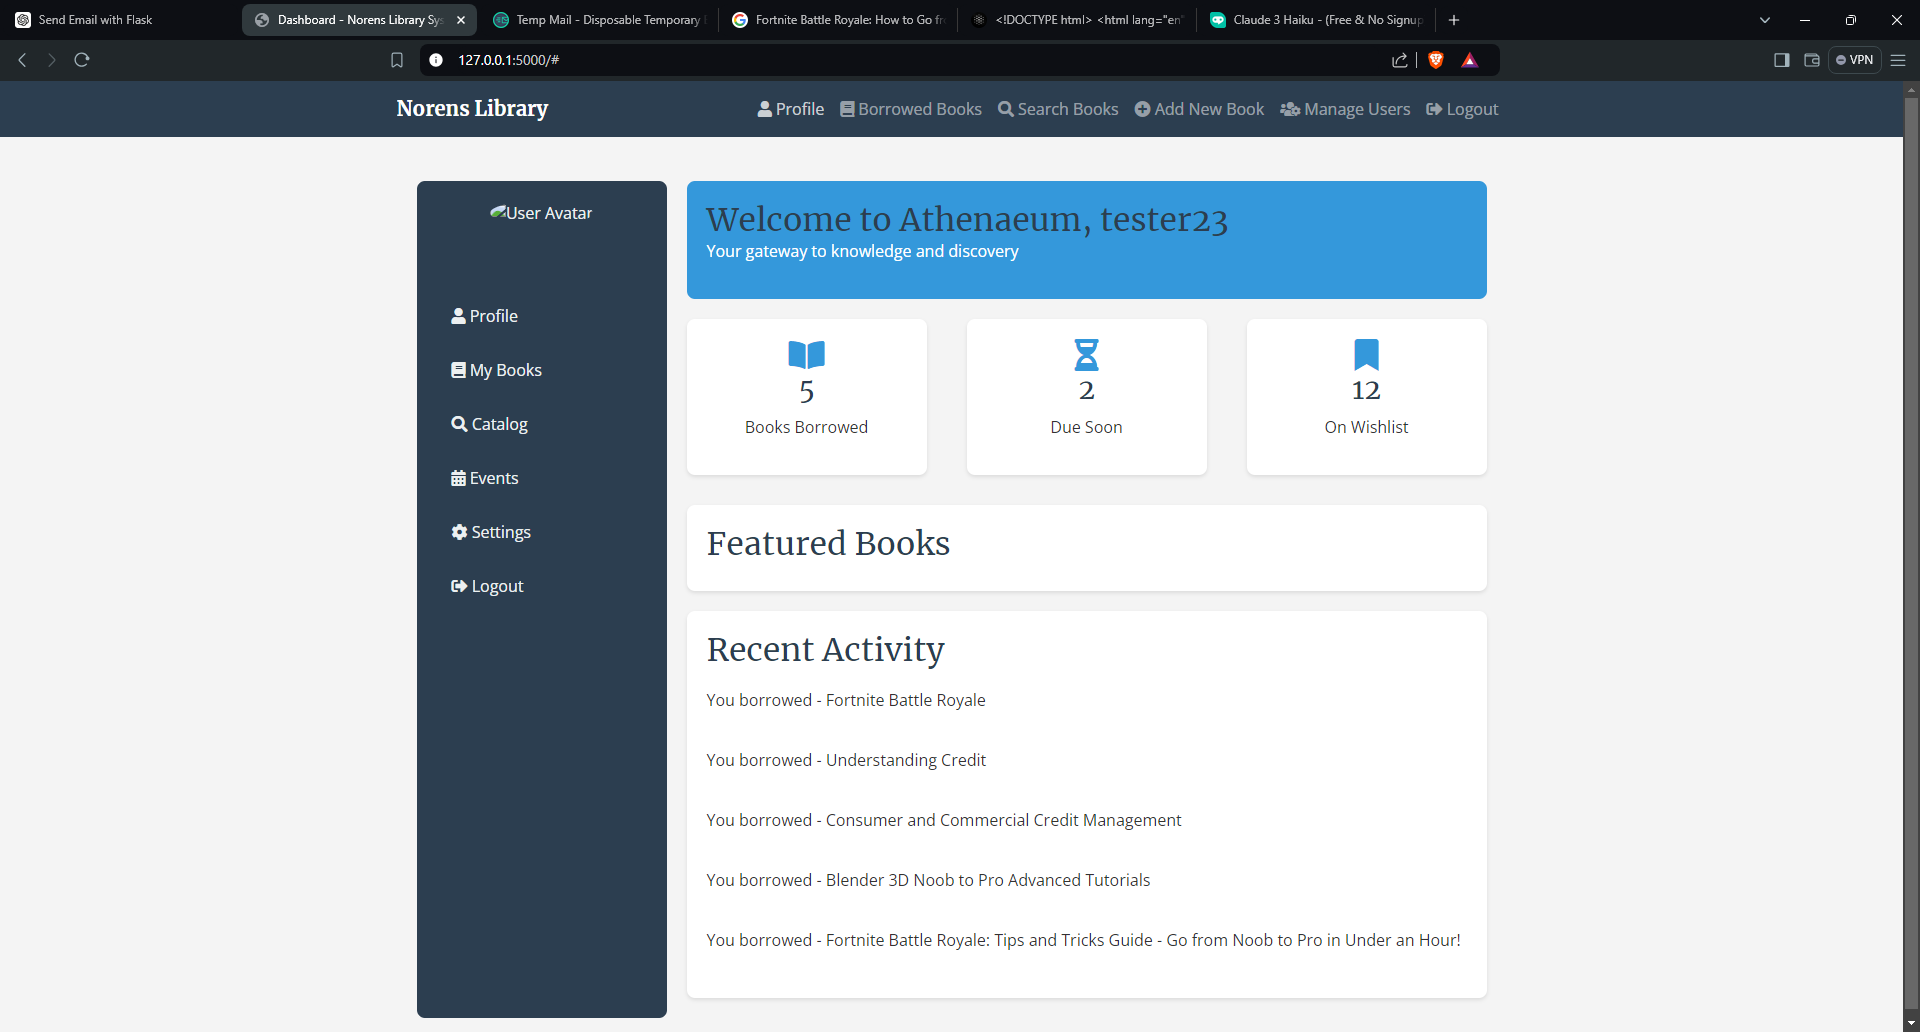 Send Email with Flask
Dashboard - Norens Library Sys
Temp Mail - Disposable Temporary E
Fortnite Battle Royale: How to Go fr
<!DOCTYPE html> <html lang="en"
Claude 3 Haiku - (Free & No Signup
127.0.0.1:5000/#
VPN
Norens Library
Profile
Borrowed Books
Search Books
Add New Book
Manage Users
Logout
User Avatar
Profile
My Books
Catalog
Events
Settings
Logout
Welcome to Athenaeum, tester23
Your gateway to knowledge and discovery
5
Books Borrowed
2
Due Soon
12
On Wishlist
Featured Books
Recent Activity
You borrowed - Fortnite Battle Royale
You borrowed - Understanding Credit
You borrowed - Consumer and Commercial Credit Management
You borrowed - Blender 3D Noob to Pro Advanced Tutorials
You borrowed - Fortnite Battle Royale: Tips and Tricks Guide - Go from Noob to Pro in Under an Hour!